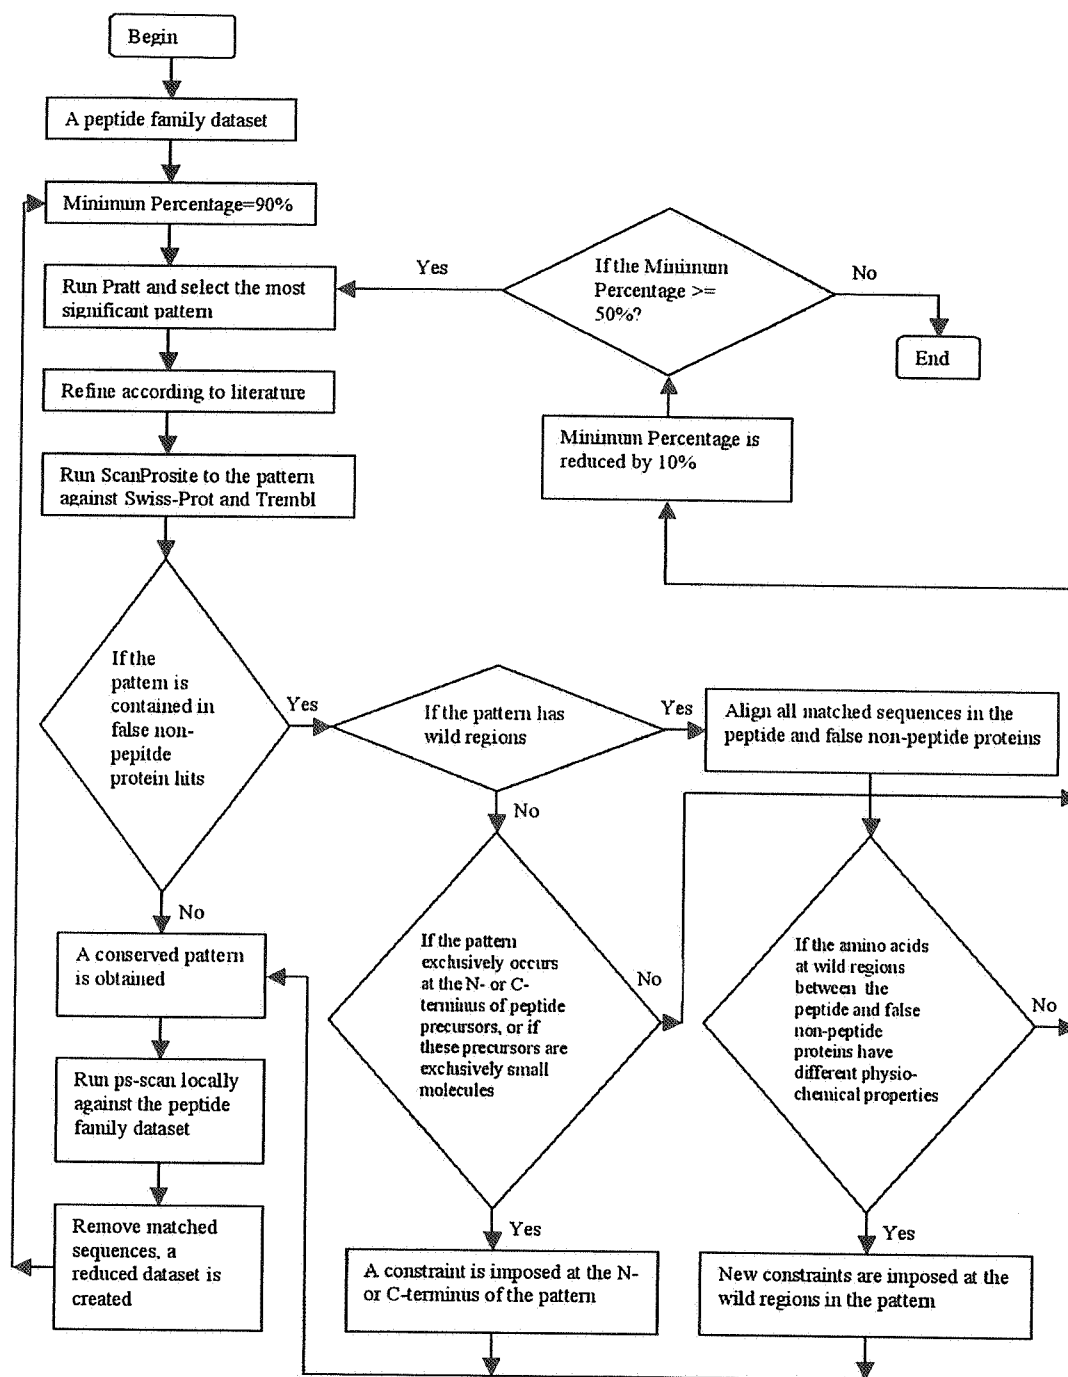 Begin
A peptide family dataset
Minimum Percentage=90%
Run Pratt and select the most
significant pattern
Refine according to literature
Run ScanProsite to the pattern
against Swiss-Prot and Trembl
If the
pattern is
contained in
false non-
pepitde
protein hits
Yes
No
A conserved pattern
is obtained
Run ps-scan locally
against the peptide
family dataset
Remove matched
sequences, a
reduced dataset is
created
If the Minimum
Percentage >=
50%?
Yes
No
End
Minimum Percentage is
reduced by 10%
If the pattern has
wild regions
Yes
No
Align all matched sequences in the
peptide and false non-peptide proteins
If the pattern
exclusively occurs
at the N- or C-
terminus of peptide
precursors, or if
these precursors are
exclusively small
molecules
No
Yes
A constraint is imposed at the N-
or C-terminus of the pattern
If the amino acids
at wild regions
between the
peptide and false
non-peptide
proteins have
different physio-
chemical properties
No
Yes
New constraints are imposed at the
wild regions in the pattern